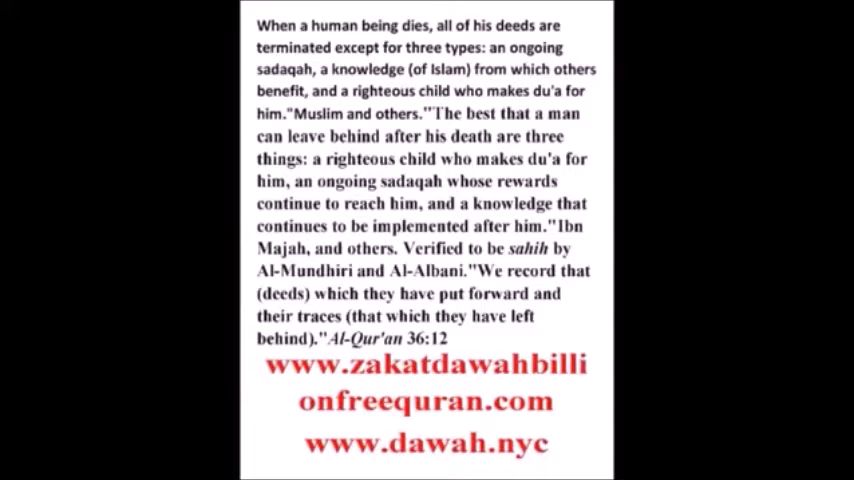 When a human being dies, all of his deeds are
terminated except for three types: an ongoing
sadaqah, a knowledge (of Islam) from which others
benefit, and a righteous child who makes du'a for
him."Muslim and others."The best that a man
can leave behind after his death are three
things: a righteous child who makes du'a for
him, an ongoing sadaqah whose rewards
continue to reach him, and a knowledge that
continues to be implemented after him."Ibn
Majah, and others. Verified to be sahih by
Al-Mundhiri and Al-Albani."We record that
(deeds) which they have put forward and
their traces (that which they have left
behind)."Al-Qur'an 36:12
www.zakatdawahbilli
onfreequran.com
www.dawah.nyc